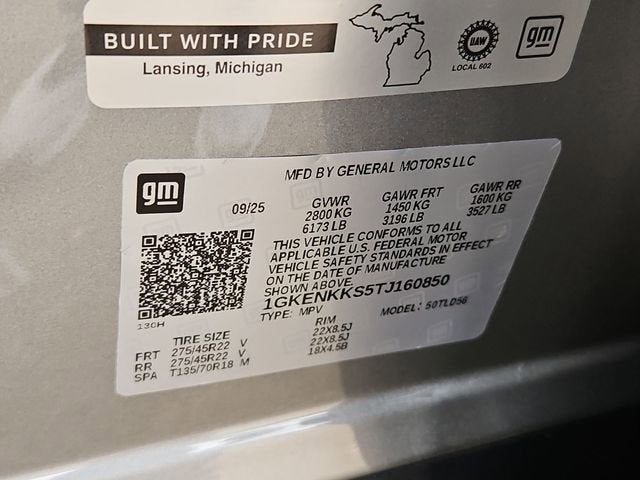 BUILT WITH PRIDE
Lansing, Michigan
UAW
LOCAL 602
gm
gm
MFD BY GENERAL MOTORS LLC
09/25
GVWR GAWR FRT GAWR RR
2800 KG 1450 KG 1600 KG
6173 LB 3196 LB 3527 LB
THIS VEHICLE CONFORMS TO ALL
APPLICABLE U.S. FEDERAL MOTOR
VEHICLE SAFETY STANDARDS IN EFFECT
ON THE DATE OF MANUFACTURE
SHOWN ABOVE.
1GKENKKS5TJ160850
TYPE: MPV MODEL: 50TLD56
130H
TIRE SIZE RIM
FRT 275/45R22 V 22X8.5J
RR 275/45R22 V 22X8.5J
SPA T135/70R18 M 18X4.5B